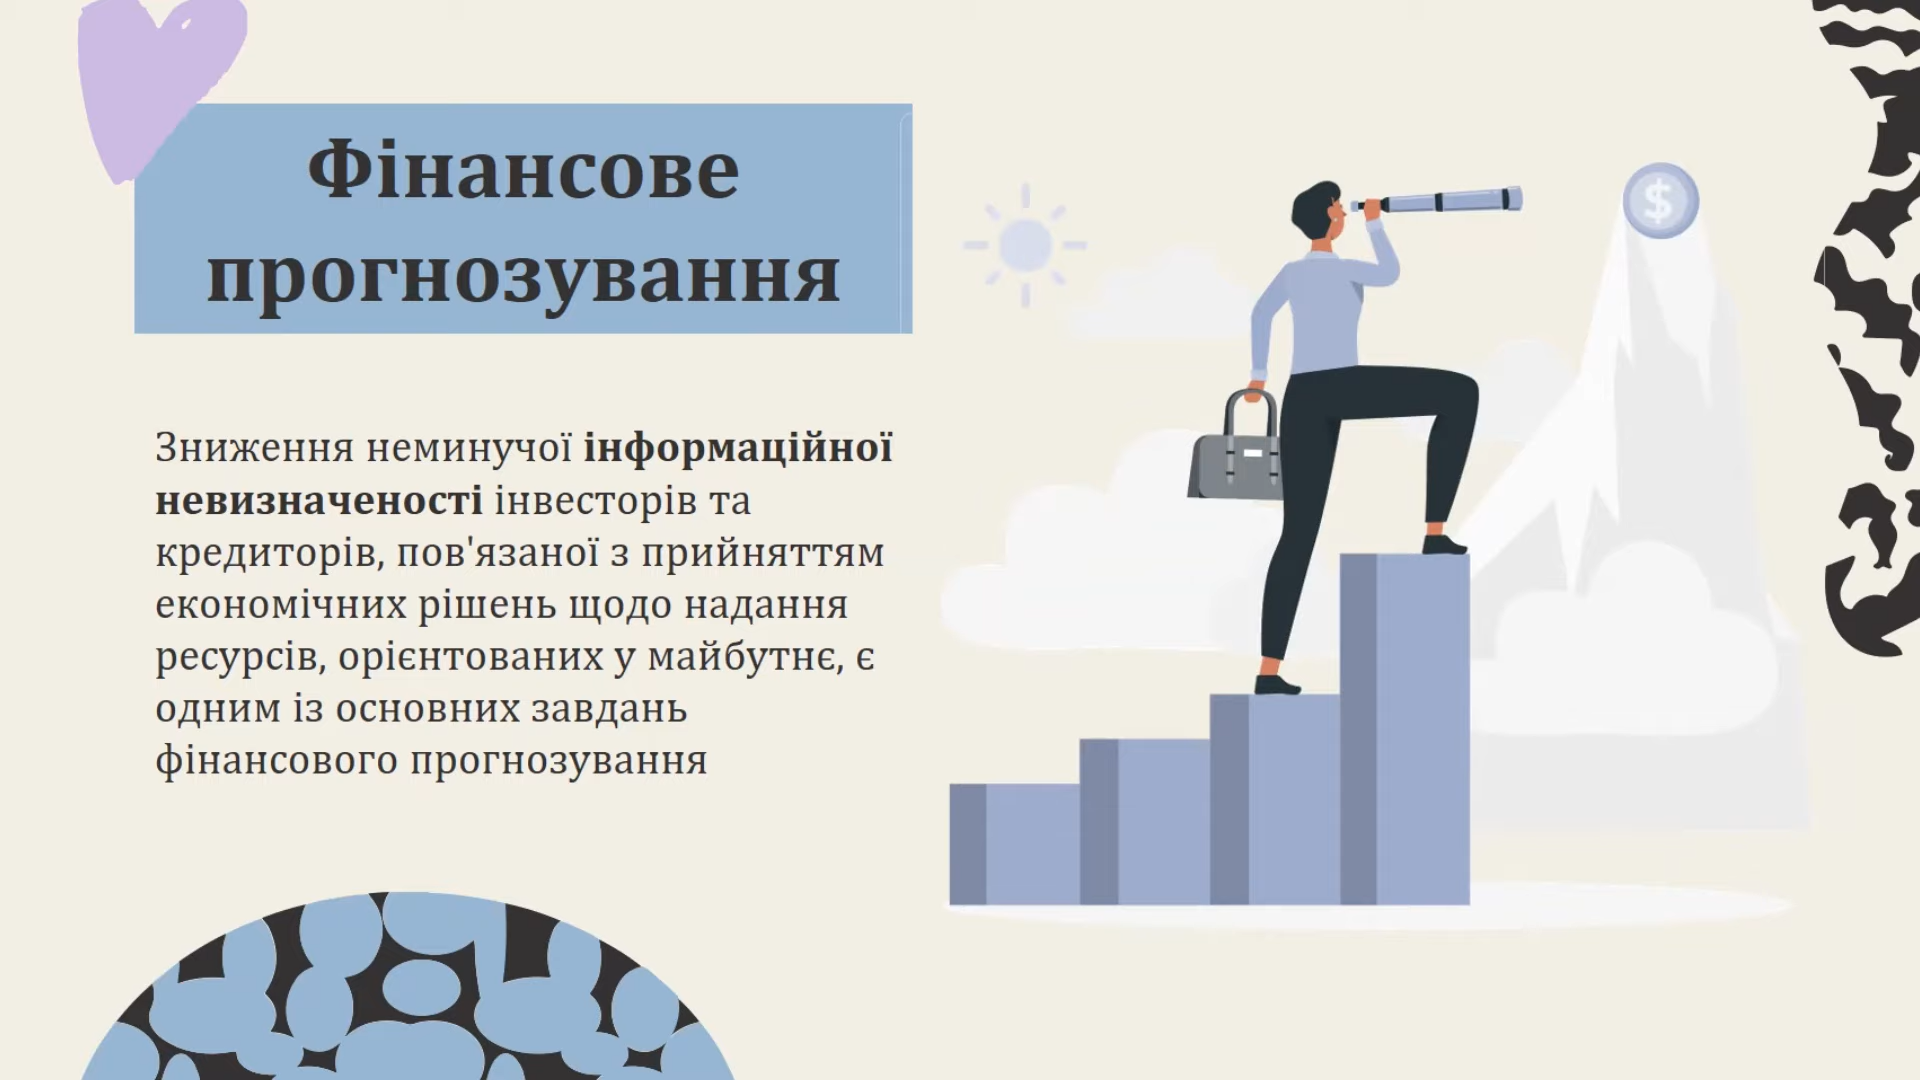 Фінансове
прогнозування
Зниження неминучої інформаційної
невизначеності інвесторів та
кредиторів, пов'язаної з прийняттям
економічних рішень щодо надання
ресурсів, орієнтованих у майбутнє, є
одним із основних завдань
фінансового прогнозування
$